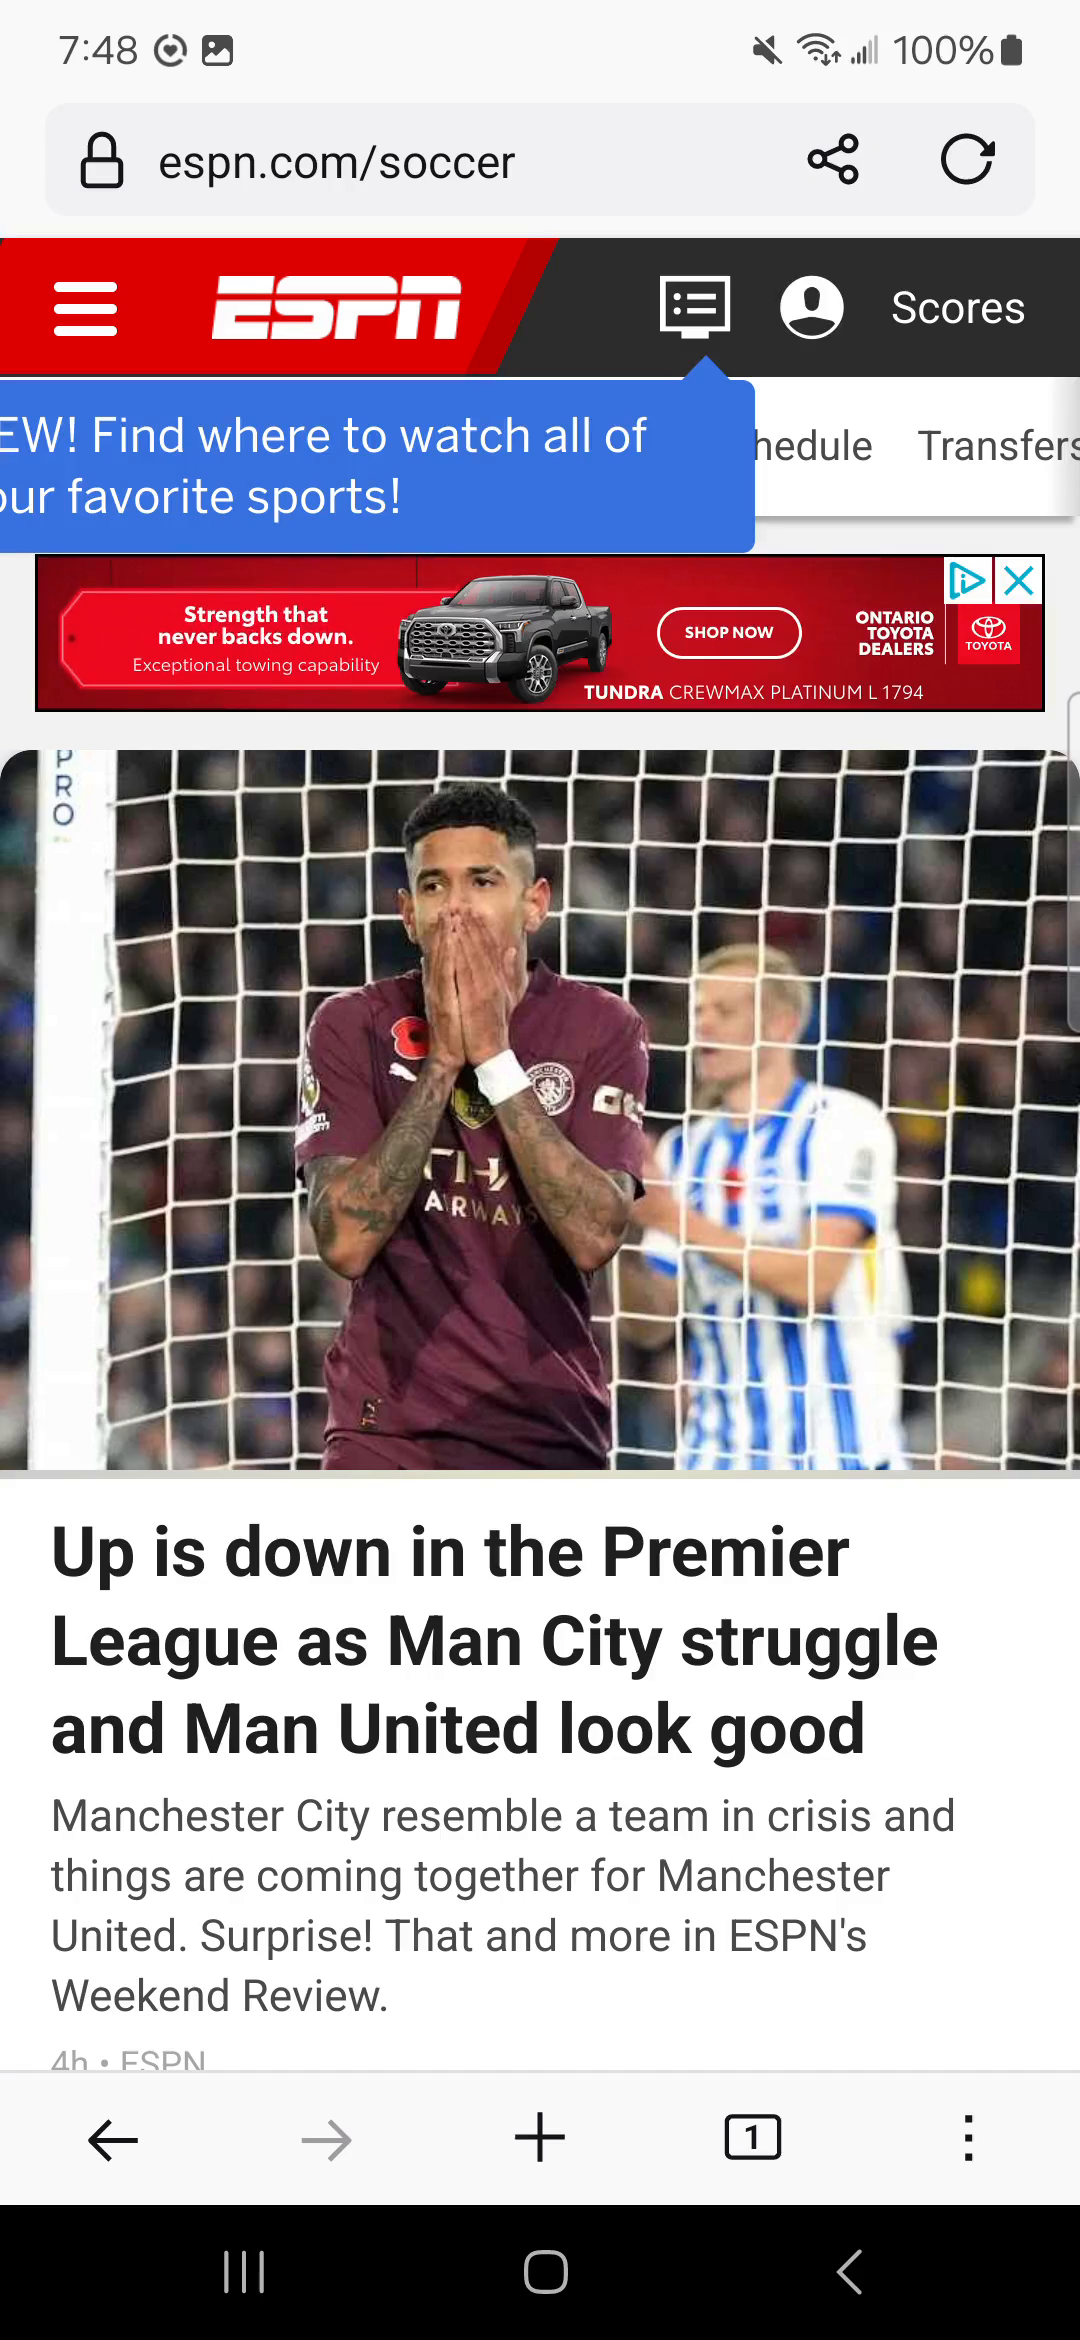 7:48
100%
espn.com/soccer
ESPN
Scores
EW! Find where to watch all of
our favorite sports!
hedule
Transfers
Strength that
never backs down.
Exceptional towing capability
SHOP NOW
TUNDRA CREWMAX PLATINUM L 1794
ONTARIO
TOYOTA
DEALERS
TOYOTA
P
R
O
AIRWAYS
Up is down in the Premier
League as Man City struggle
and Man United look good
Manchester City resemble a team in crisis and
things are coming together for Manchester
United. Surprise! That and more in ESPN's
Weekend Review.
4h • ESPN
1